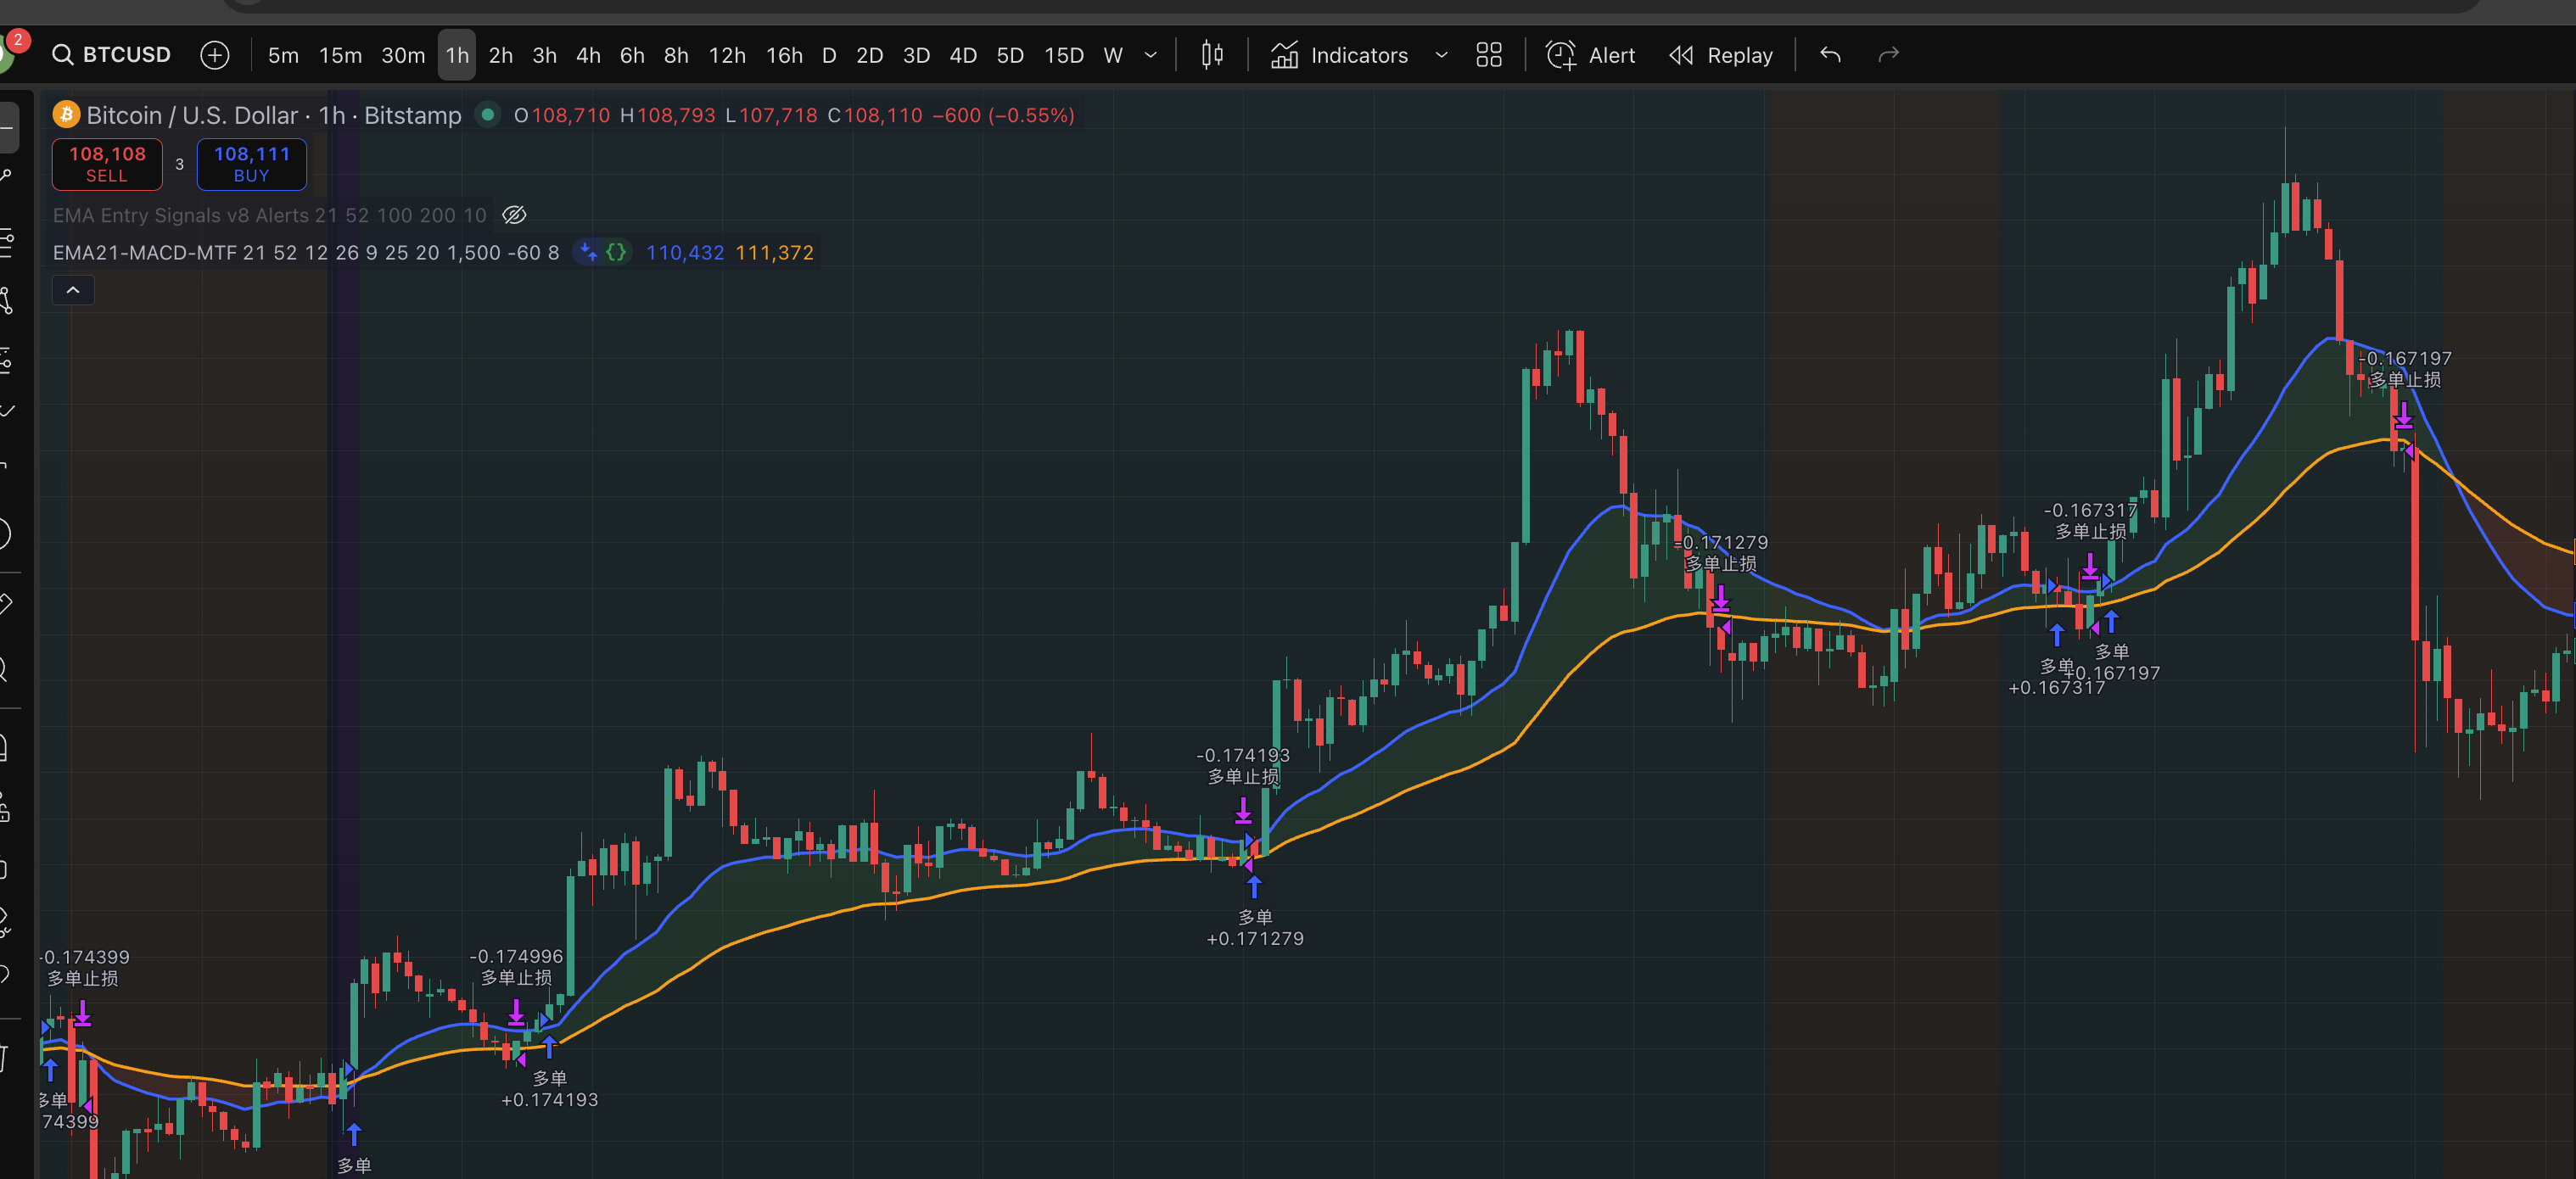 2
BTCUSD 5m 15m 30m 1h 2h 3h 4h 6h 8h 12h 16h D 2D 3D 4D 5D 15D W Indicators Alert Replay
Bitcoin / U.S. Dollar · 1h · Bitstamp O108,710 H108,793 L107,718 C108,110 −600 (−0.55%)
108,108
SELL
3
108,111
BUY
EMA Entry Signals v8 Alerts 21 52 100 200 10
EMA21-MACD-MTF 21 52 12 26 9 25 20 1,500 -60 8 {} 110,432 111,372
-0.167197
多单止损
-0.167317
多单止损
-0.171279
多单止损
多单
+0.167317
多单
+0.167197
-0.174193
多单止损
多单
+0.171279
-0.174399
多单止损
-0.174996
多单止损
多单
+0.174193
多单
74399
多单